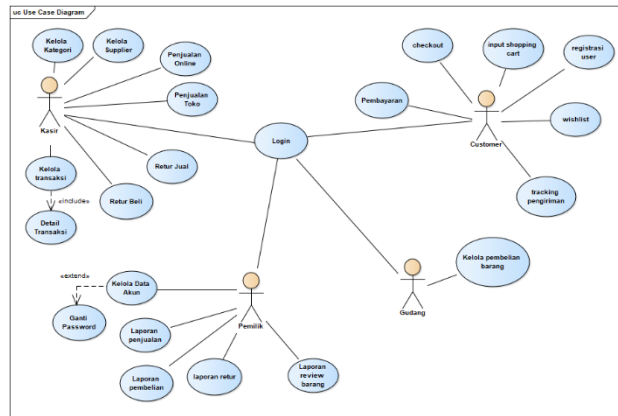 uc Use Case Diagram
Kelola
Kategori
Kelola
Supplier
Penjualan
Online
Penjualan
Toko
Kasir
Kelola
transaksi
«include»
Detail
Transaksi
Retur Jual
Retur Beli
Login
checkout
input shopping
cart
registrasi
user
Pembayaran
Customer
wishlist
tracking
pengiriman
«extend»
Kelola Data
Akun
Ganti
Password
Pemilik
Laporan
penjualan
Laporan
pembelian
laporan retur
Laporan
review
barang
Gudang
Kelola pembelian
barang